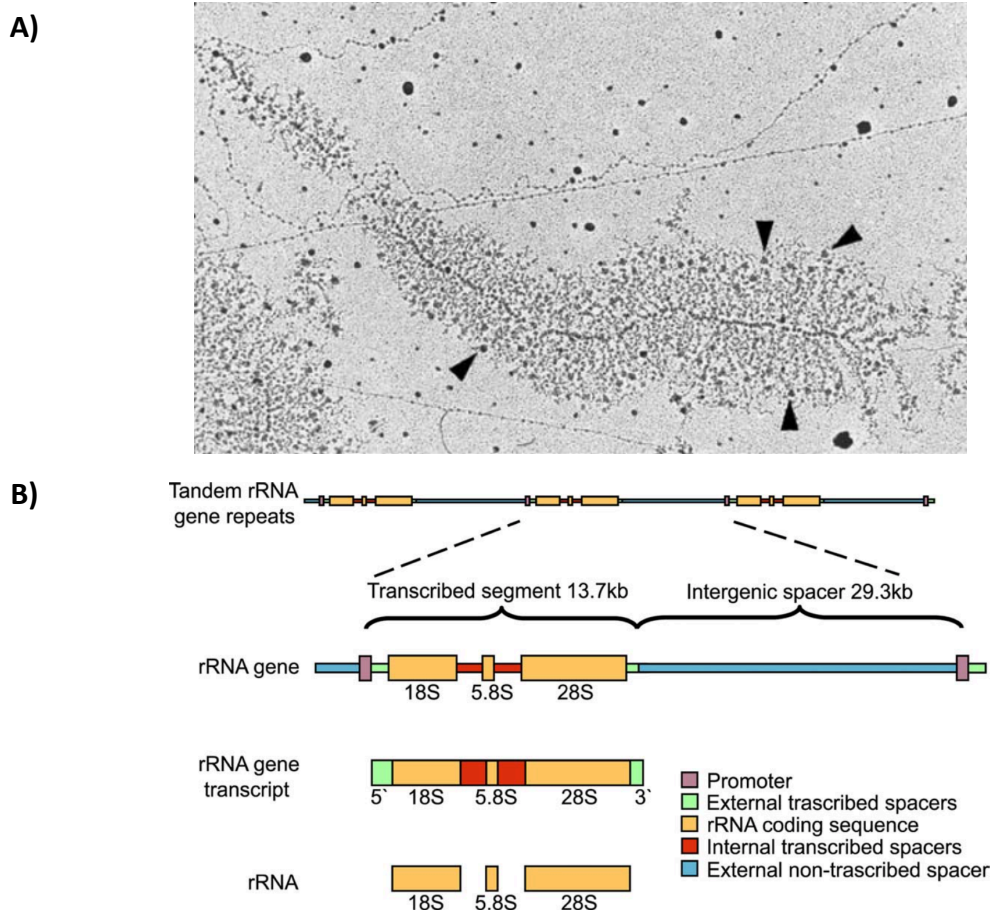 A)
B)
Tandem rRNA
gene repeats
Transcribed segment 13.7kb
Intergenic spacer 29.3kb
rRNA gene
18S
5.8S
28S
rRNA gene
transcript
5`
18S
5.8S
28S
3`
Promoter
External trascribed spacers
rRNA coding sequence
Internal transcribed spacers
External non-trascribed spacer
rRNA
18S
5.8S
28S